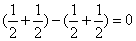 (1/2 + 1/2) − (1/2 + 1/2) = 0